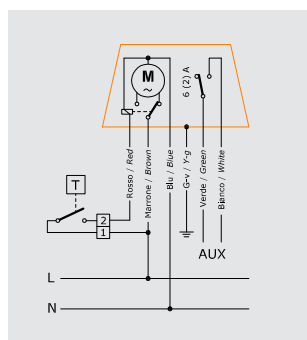 M
~
6 (2) A
Rosso / Red
Marrone / Brown
Blu / Blue
G-v / Y-g
Verde / Green
Bianco / White
T
2
1
AUX
L
N